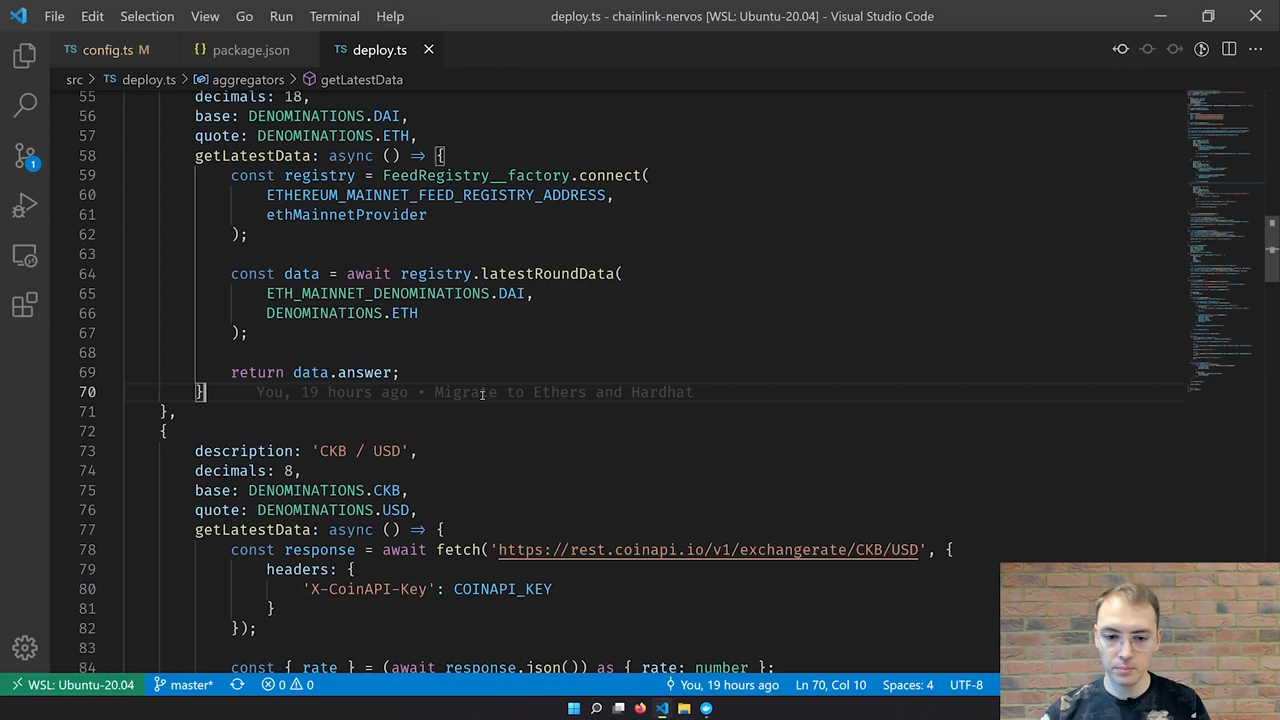 File Edit Selection View Go Run Terminal Help deploy.ts - chainlink-nervos [WSL: Ubuntu-20.04] - Visual Studio Code
TS config.ts M {} package.json TS deploy.ts
src > TS deploy.ts > aggregators > getLatestData
55 decimals: 18,
56 base: DENOMINATIONS.DAI,
57 quote: DENOMINATIONS.ETH,
58 getLatestData: async () => {
59 const registry = FeedRegistry__factory.connect(
60 ETHEREUM_MAINNET_FEED_REGISTRY_ADDRESS,
61 ethMainnetProvider
62 );
63
64 const data = await registry.latestRoundData(
65 ETH_MAINNET_DENOMINATIONS.DAI,
66 DENOMINATIONS.ETH
67 );
68
69 return data.answer;
70 } You, 19 hours ago • Migrate to Ethers and Hardhat
71 },
72 {
73 description: 'CKB / USD',
74 decimals: 8,
75 base: DENOMINATIONS.CKB,
76 quote: DENOMINATIONS.USD,
77 getLatestData: async () => {
78 const response = await fetch('https://rest.coinapi.io/v1/exchangerate/CKB/USD', {
79 headers: {
80 'X-CoinAPI-Key': COINAPI_KEY
81 }
82 });
83
84 const { rate } = (await response.json()) as { rate: number };
1
WSL: Ubuntu-20.04 master* 0 0 You, 19 hours ago Ln 70, Col 10 Spaces: 4 UTF-8